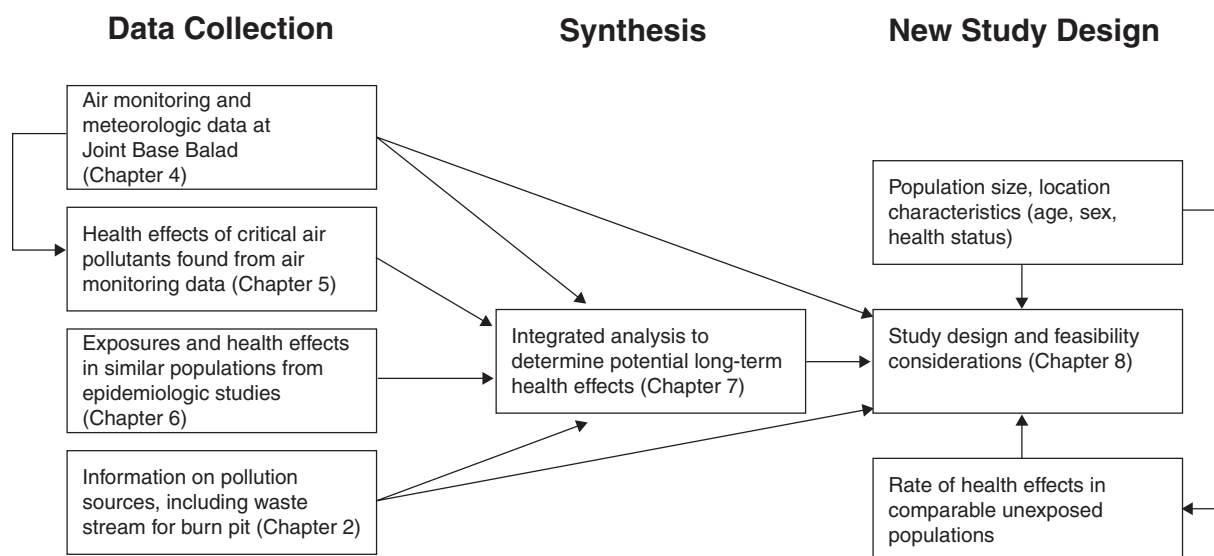 Data Collection
Synthesis
New Study Design
Air monitoring and
meteorologic data at
Joint Base Balad
(Chapter 4)
Health effects of critical air
pollutants found from air
monitoring data (Chapter 5)
Exposures and health effects
in similar populations from
epidemiologic studies
(Chapter 6)
Information on pollution
sources, including waste
stream for burn pit (Chapter 2)
Integrated analysis to
determine potential long-term
health effects (Chapter 7)
Population size, location
characteristics (age, sex,
health status)
Study design and feasibility
considerations (Chapter 8)
Rate of health effects in
comparable unexposed
populations